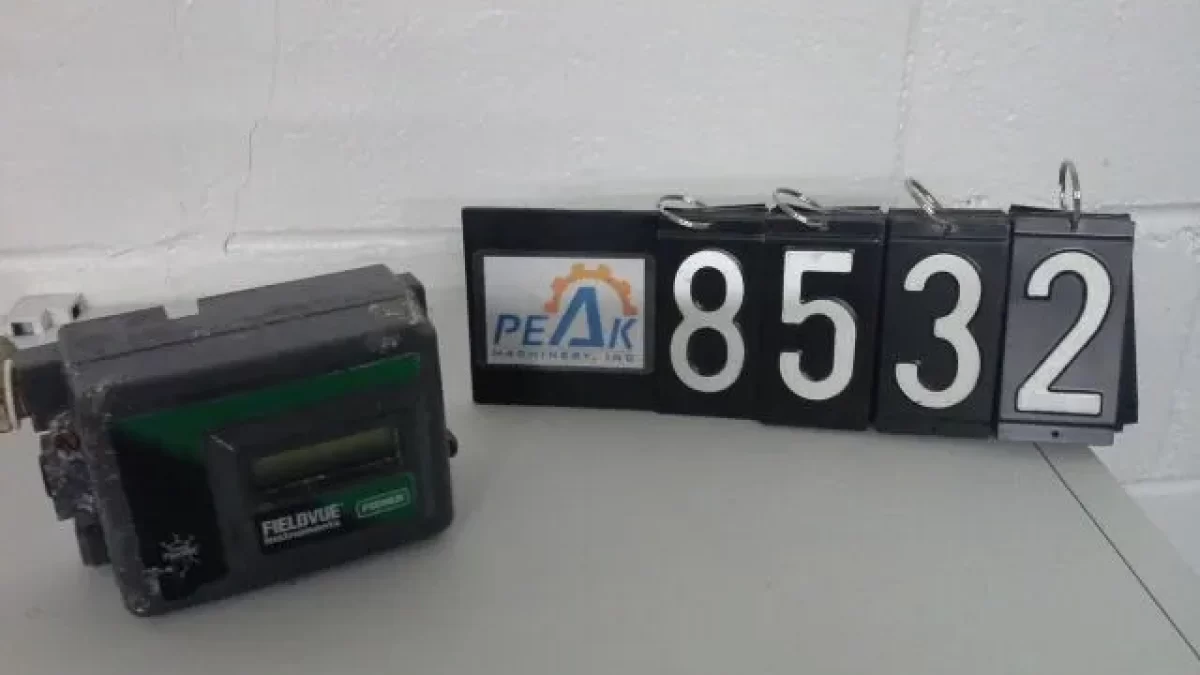 PEAK
MACHINERY, INC
8532
FIELDVUE
Instruments
FISHER